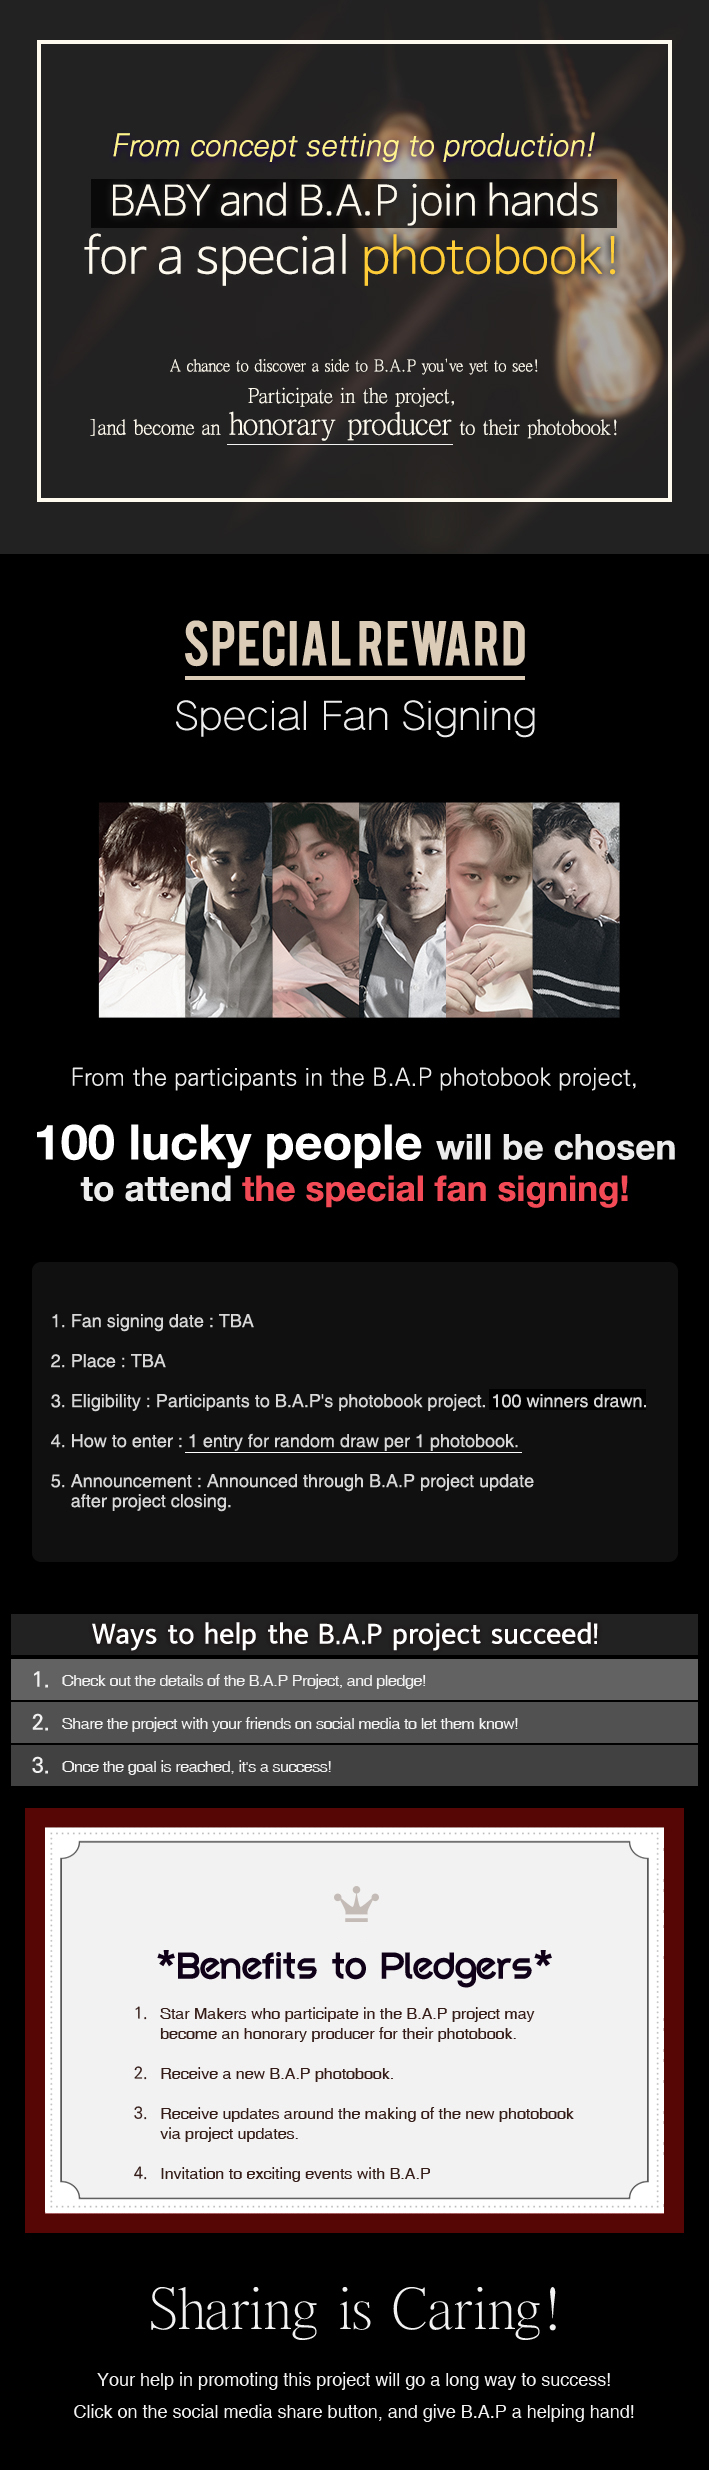 From concept setting to production!
BABY and B.A.P join hands
for a special photobook!
A chance to discover a side to B.A.P you've yet to see!
Participate in the project,
]and become an honorary producer to their photobook!
SPECIAL REWARD
Special Fan Signing
From the participants in the B.A.P photobook project,
100 lucky people will be chosen
to attend the special fan signing!
1. Fan signing date : TBA
2. Place : TBA
3. Eligibility : Participants to B.A.P's photobook project. 100 winners drawn.
4. How to enter : 1 entry for random draw per 1 photobook.
5. Announcement : Announced through B.A.P project update
after project closing.
Ways to help the B.A.P project succeed!
1. Check out the details of the B.A.P Project, and pledge!
2. Share the project with your friends on social media to let them know!
3. Once the goal is reached, it's a success!
*Benefits to Pledgers*
1. Star Makers who participate in the B.A.P project may
become an honorary producer for their photobook.
2. Receive a new B.A.P photobook.
3. Receive updates around the making of the new photobook
via project updates.
4. Invitation to exciting events with B.A.P
Sharing is Caring!
Your help in promoting this project will go a long way to success!
Click on the social media share button, and give B.A.P a helping hand!